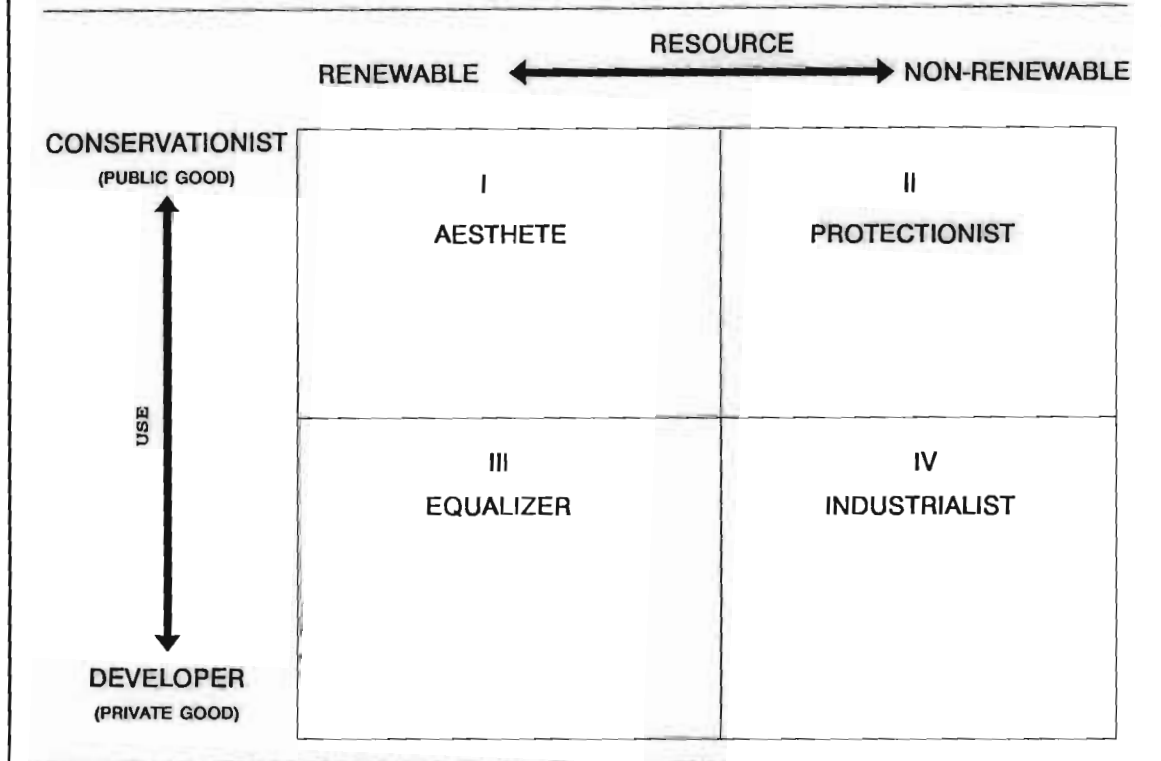 RESOURCE
RENEWABLE NON-RENEWABLE
CONSERVATIONIST
(PUBLIC GOOD)
I II
AESTHETE PROTECTIONIST
USE
III IV
EQUALIZER INDUSTRIALIST
DEVELOPER
(PRIVATE GOOD)